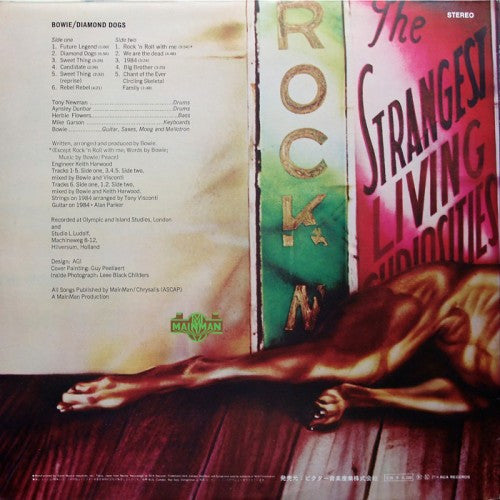 BOWIE/DIAMOND DOGS
Side one
1. Future Legend
2. Diamond Dogs
3. Sweet Thing
4. Candidate
5. Sweet Thing
(reprise)
6. Rebel Rebel
Side two
1. Rock 'n Roll with me
2. We are the dead
3. 1984
4. Big Brother
5. Chant of the Ever
Circling Skeletal
Family
Tony Newman Drums
Aynsley Dunbar Drums
Herbie Flowers Bass
Mike Garson Keyboards
Bowie Guitar, Saxes, Moog and Mellotron
Written, arranged and produced by Bowie
(Except Rock 'n Roll with me, Words by Bowie;
Music by Bowie/Peace)
Engineer Keith Harwood
Tracks 1-5. Side one, 3,4,5. Side two.
mixed by Bowie and Visconti
Tracks 6. Side one, 1,2. Side two.
mixed by Bowie and Keith Harwood.
Strings on 1984 arranged by Tony Visconti
Guitar on 1984 • Alan Parker
Recorded at Olympic and Island Studios, London
and
Studio L Ludolf,
Machineweg 8-12,
Hilversum, Holland
Design: AGI
Cover Painting, Guy Peellaert
Inside Photograph: Leee Black Childers
All Songs Published by MainMan/Chrysalis (ASCAP)
A MainMan Production
MAINMAN
ROCK N
The
STRANGEST
LIVING
CURIOSITIES
STEREO
発売元:ビクター音楽産業株式会社
RCA RECORDS